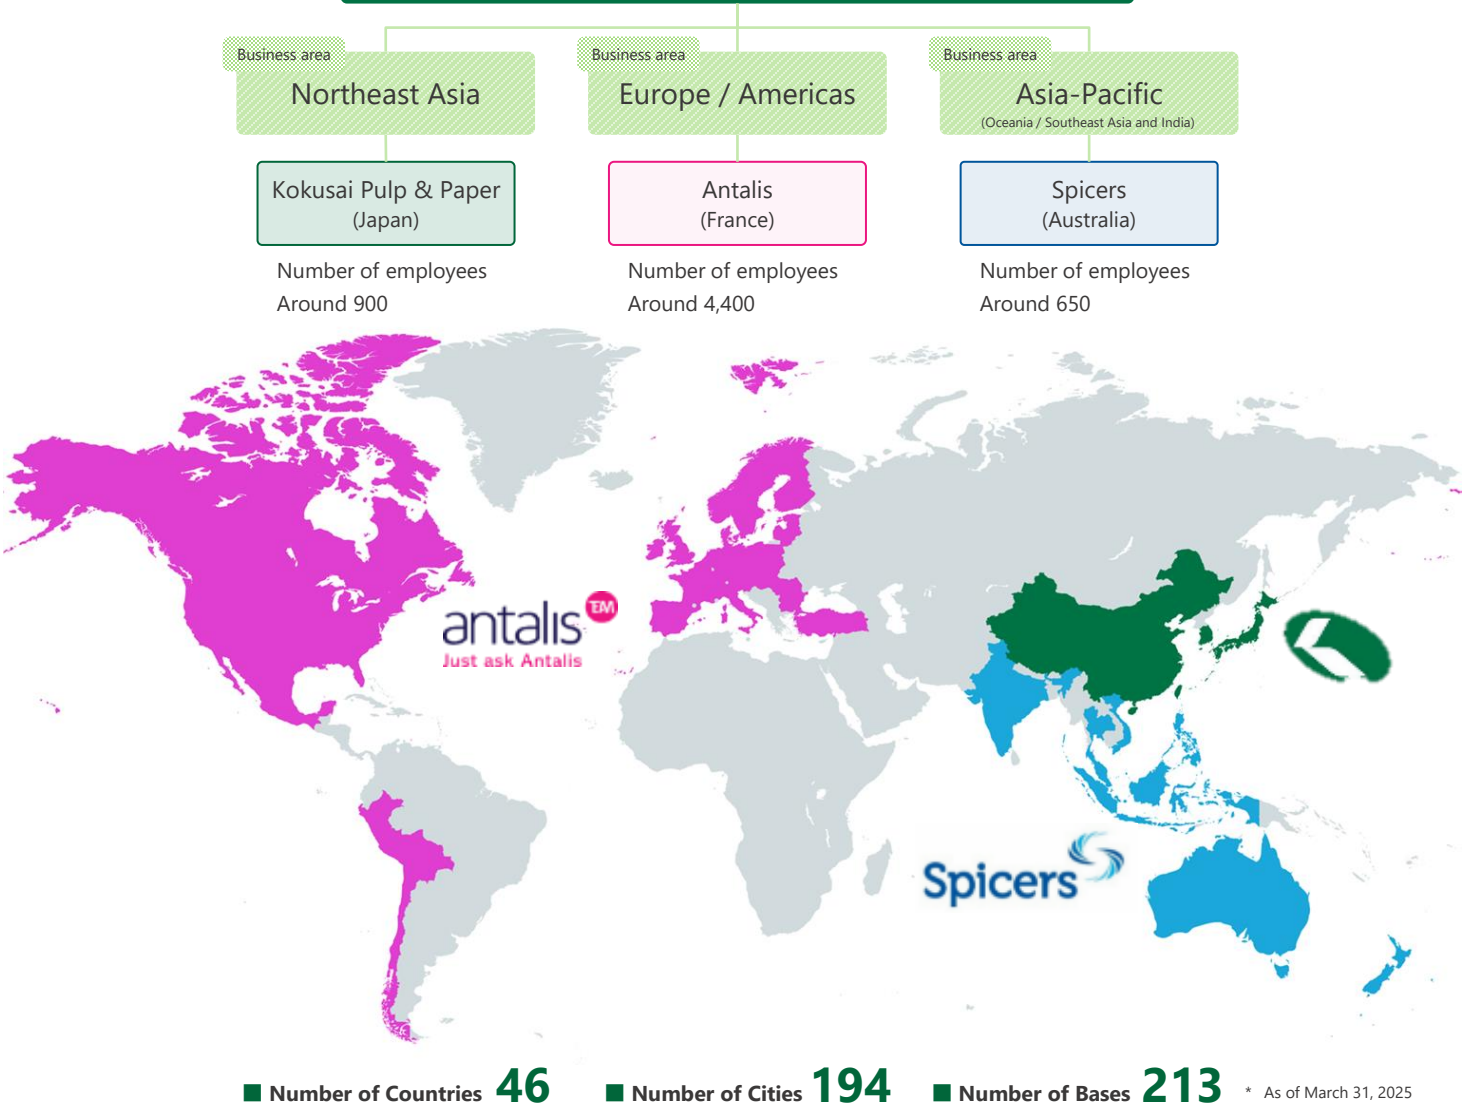 Business area
Northeast Asia
Business area
Europe / Americas
Business area
Asia-Pacific
(Oceania / Southeast Asia and India)
Kokusai Pulp & Paper
(Japan)
Antalis
(France)
Spicers
(Australia)
Number of employees
Around 900
Number of employees
Around 4,400
Number of employees
Around 650
antalis TM
Just ask Antalis
Spicers
Number of Countries 46
Number of Cities 194
Number of Bases 213
* As of March 31, 2025